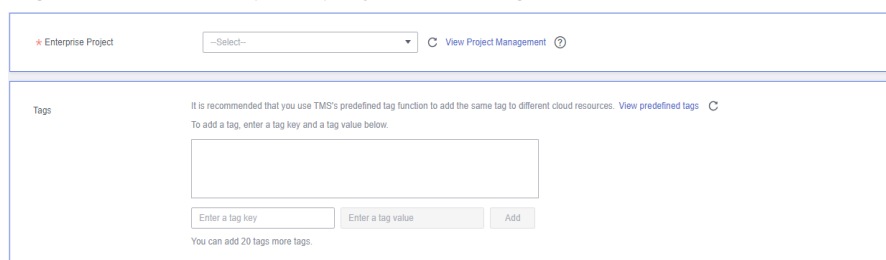 * Enterprise Project
--Select--
View Project Management
Tags
It is recommended that you use TMS's predefined tag function to add the same tag to different cloud resources. View predefined tags
To add a tag, enter a tag key and a tag value below.
Enter a tag key
Enter a tag value
Add
You can add 20 tags more tags.